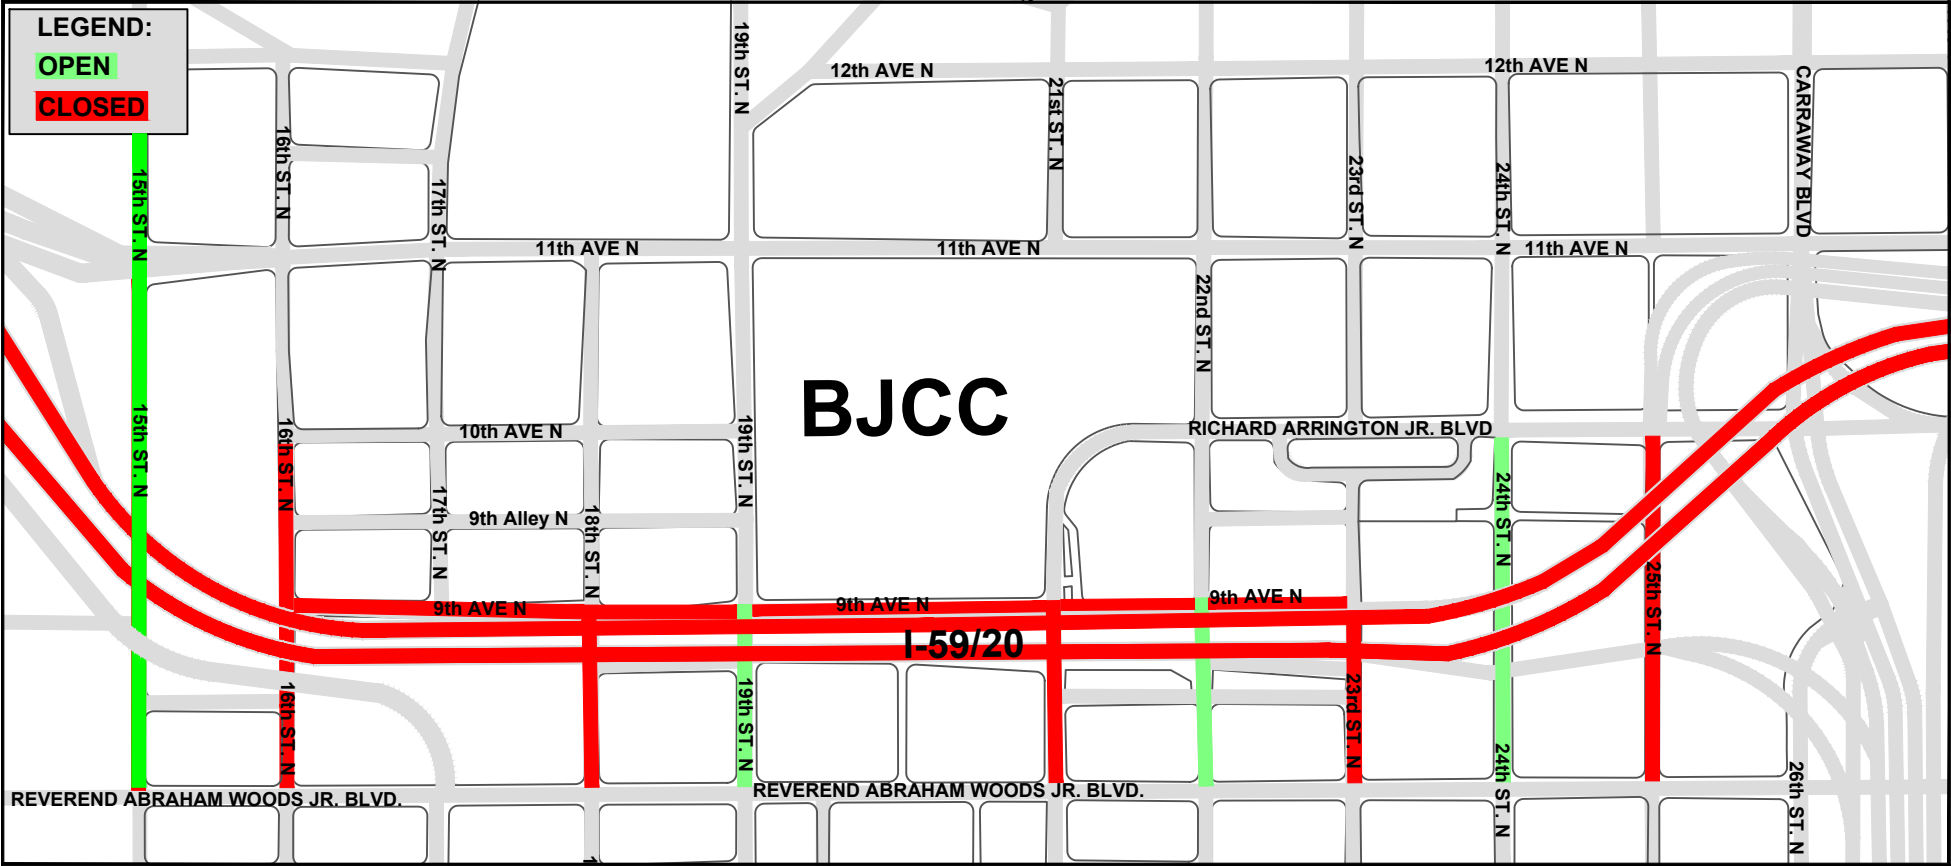 LEGEND:
OPEN
CLOSED
19th ST. N
12th AVE N
12th AVE N
CARRAWAY BLVD
21st ST. N
16th ST. N
15th ST. N
17th ST. N
23rd ST. N
24th ST. N
11th AVE N
11th AVE N
11th AVE N
22nd ST. N
BJCC
15th ST. N
16th ST. N
10th AVE N
19th ST. N
RICHARD ARRINGTON JR. BLVD
17th ST. N
9th Alley N
18th ST. N
24th ST. N
25th ST. N
9th AVE N
9th AVE N
9th AVE N
I-59/20
16th ST. N
19th ST. N
23rd ST. N
24th ST. N
26th ST. N
REVEREND ABRAHAM WOODS JR. BLVD.
REVEREND ABRAHAM WOODS JR. BLVD.